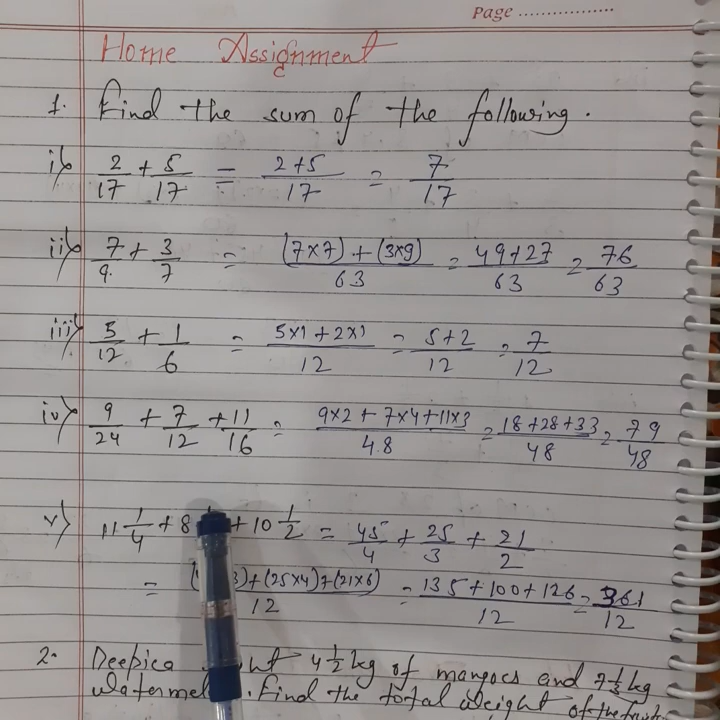 Page ................
Home Assignment
1. Find the sum of the following.
i) 2/17 + 5/17 = 2+5/17 = 7/17
ii) 7/9 + 3/7 = (7×7) + (3×9)/63 = 49+27/63 = 76/63
iii) 5/12 + 1/6 = 5×1 + 2×1/12 = 5+2/12 = 7/12
iv) 9/24 + 7/12 + 11/16 = 9×2 + 7×4 + 11×3/48 = 18+28+33/48 = 79/48
v) 11 1/4 + 8 + 10 1/2 = 45/4 + 25/3 + 21/2
= 3) + (25×4) + (21×6)/12 = 135+100+126/12 = 361/12
2. Deepica 4 1/2 kg of mangoes and 7 1/3 kg
. Find the total weight of the